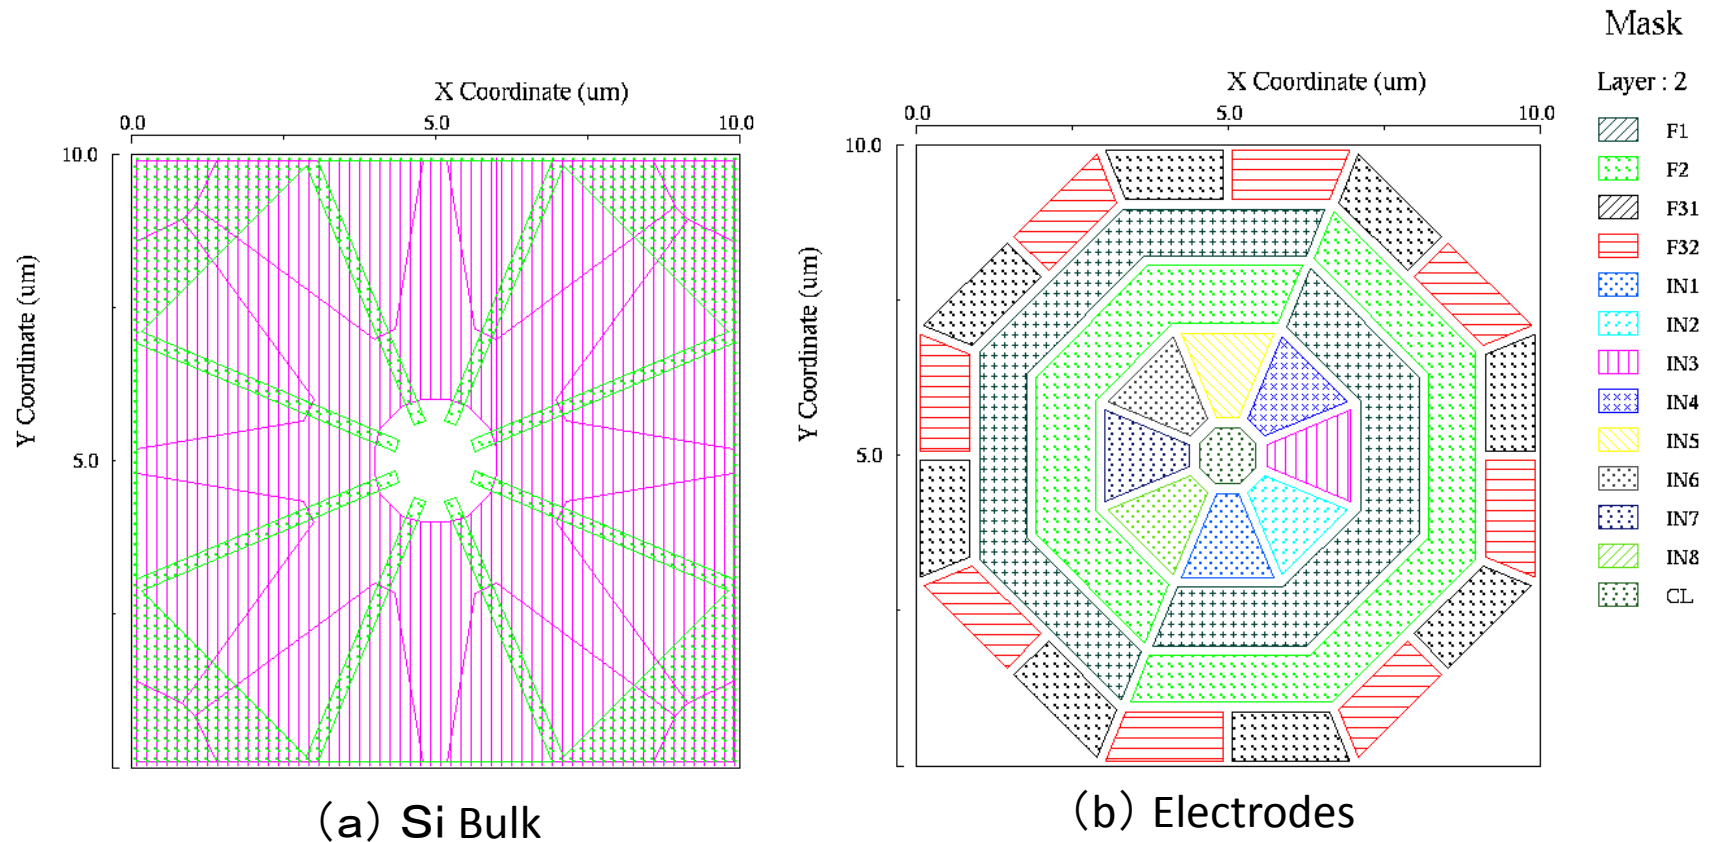 Mask
X Coordinate (um)
Layer : 2
X Coordinate (um)
0.0 5.0 10.0
0.0 5.0 10.0
F1
10.0
10.0
F2
F31
F32
Y Coordinate (um)
Y Coordinate (um)
IN1
IN2
IN3
IN4
5.0
5.0
IN5
IN6
IN7
IN8
CL
(a) Si Bulk
(b) Electrodes